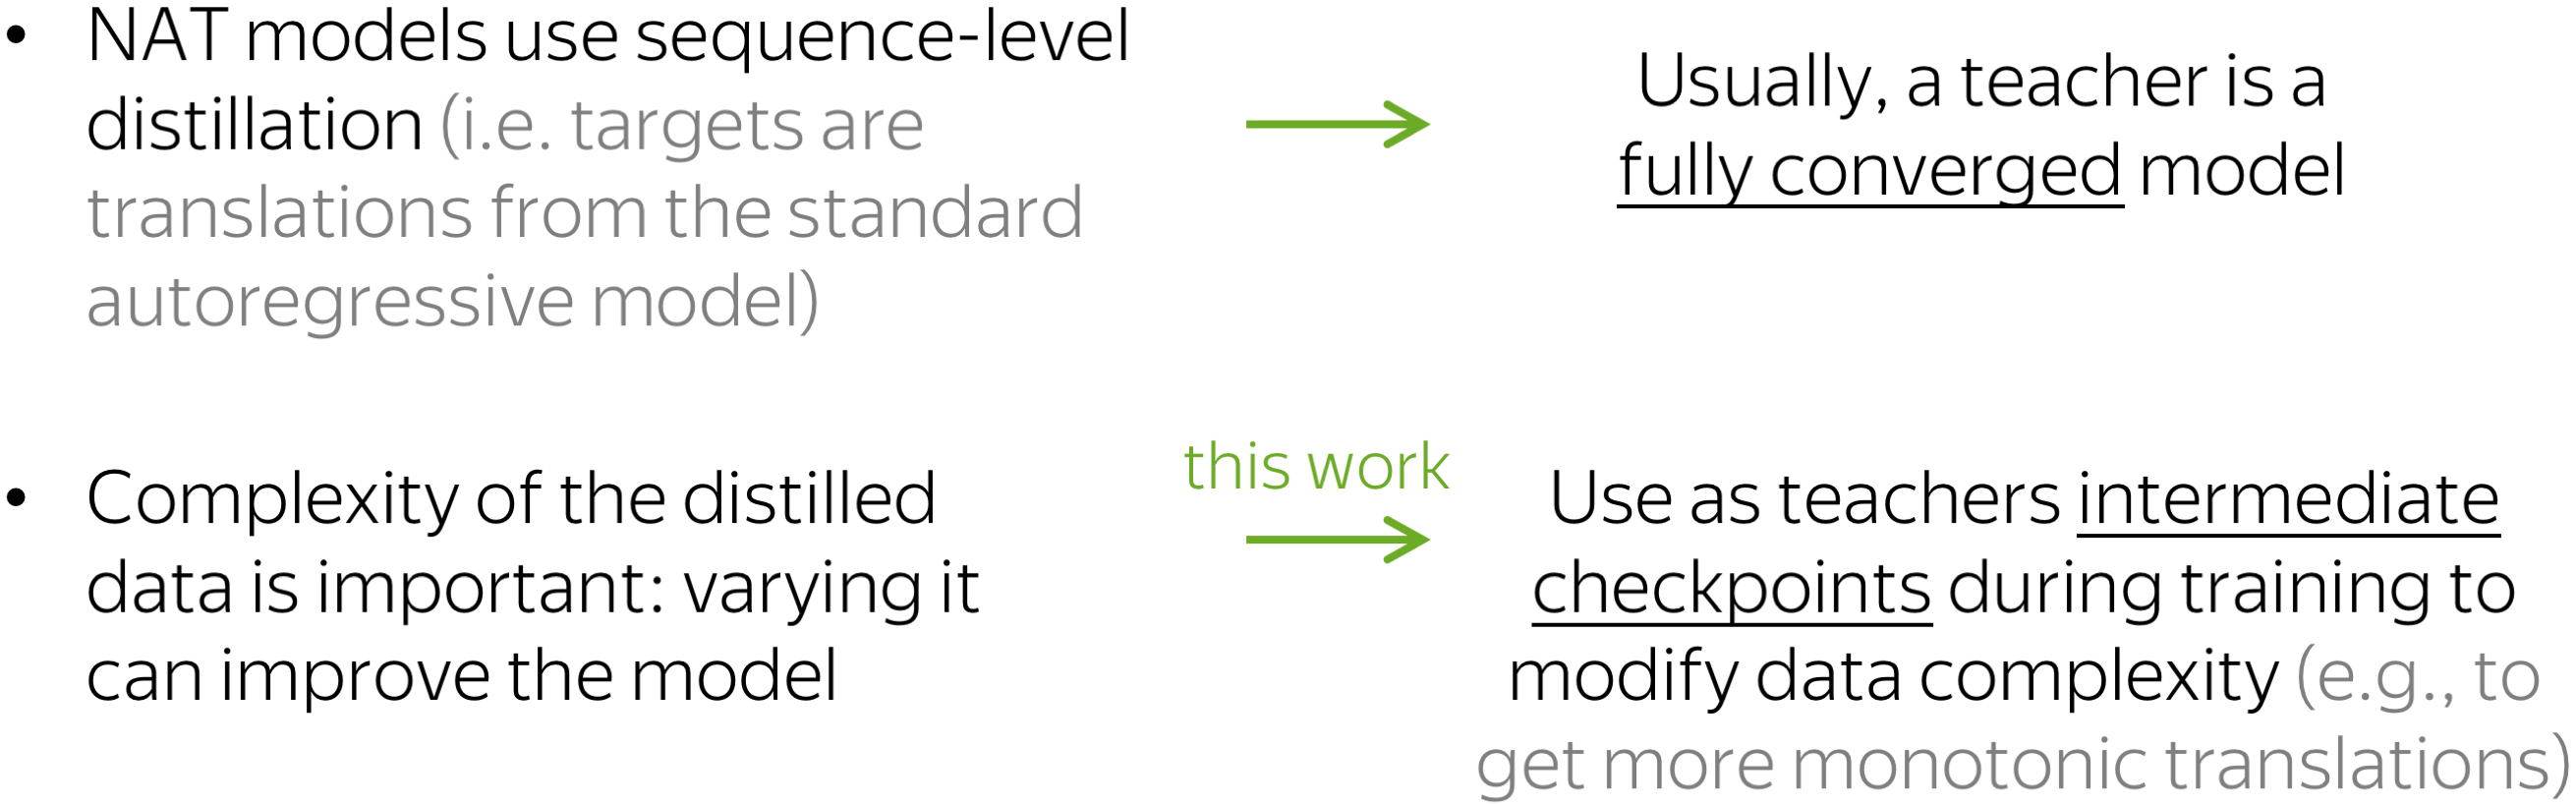 • NAT models use sequence-level
distillation (i.e. targets are
translations from the standard
autoregressive model)
Usually, a teacher is a
fully converged model
• Complexity of the distilled
data is important: varying it
can improve the model
this work
Use as teachers intermediate
checkpoints during training to
modify data complexity (e.g., to
get more monotonic translations)